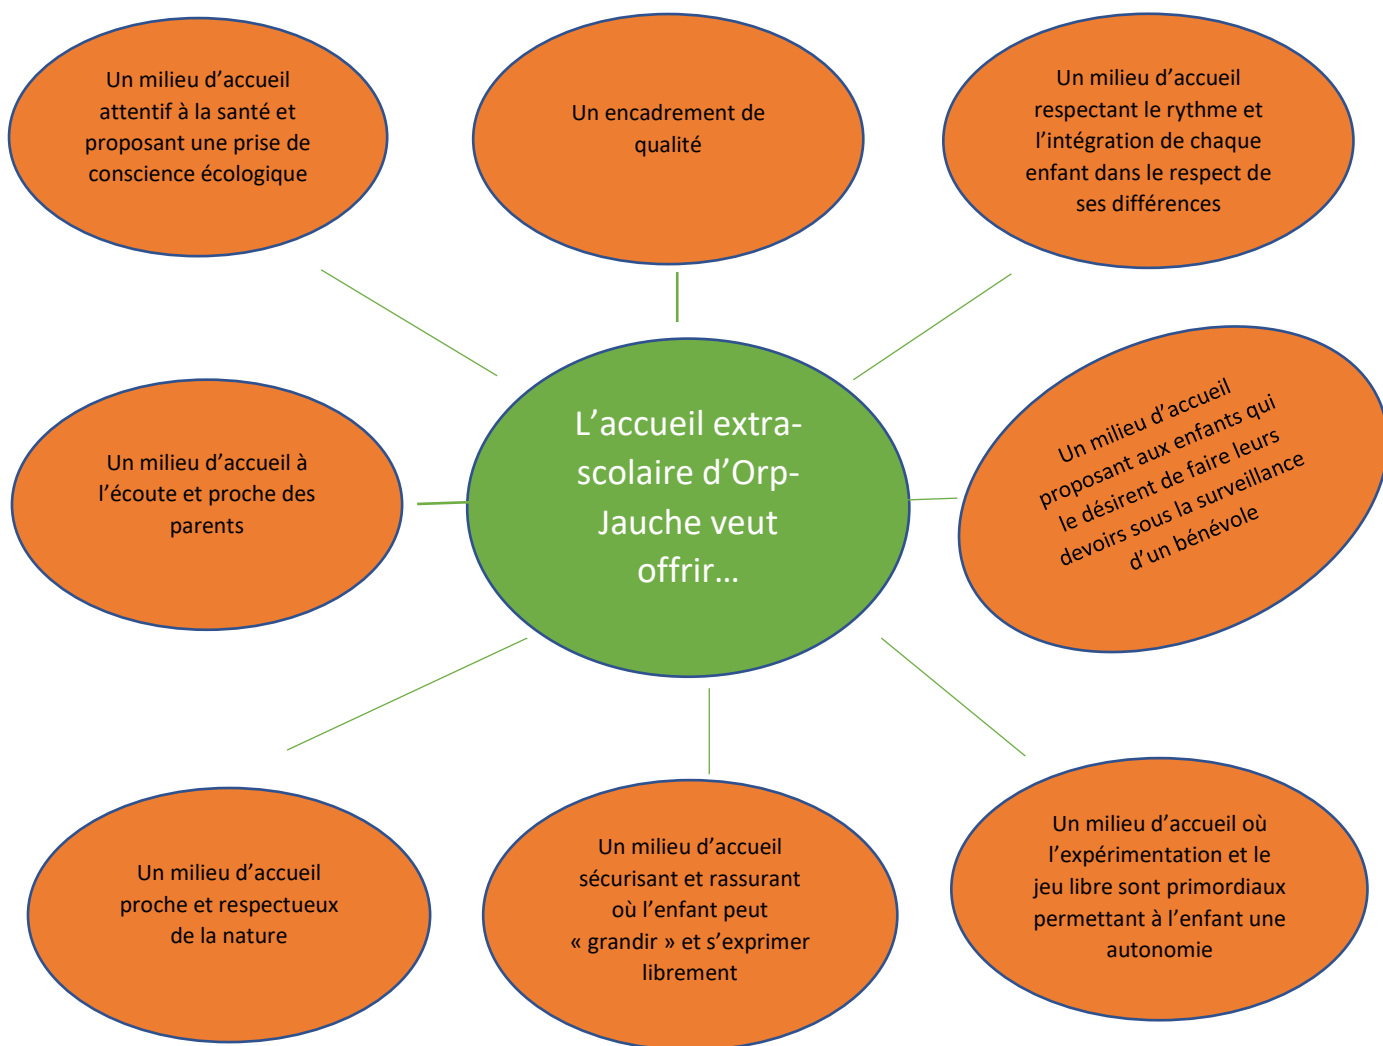 Un milieu d’accueil
attentif à la santé et
proposant une prise de
conscience écologique
Un encadrement de
qualité
Un milieu d’accueil
respectant le rythme et
l’intégration de chaque
enfant dans le respect de
ses différences
Un milieu d’accueil à
l’écoute et proche des
parents
L’accueil extra-
scolaire d’Orp-
Jauche veut
offrir…
Un milieu d’accueil
proposant aux enfants qui
le désirent de faire leurs
devoirs sous la surveillance
d’un bénévole
Un milieu d’accueil
proche et respectueux
de la nature
Un milieu d’accueil
sécurisant et rassurant
où l’enfant peut
« grandir » et s’exprimer
librement
Un milieu d’accueil où
l’expérimentation et le
jeu libre sont primordiaux
permettant à l’enfant une
autonomie